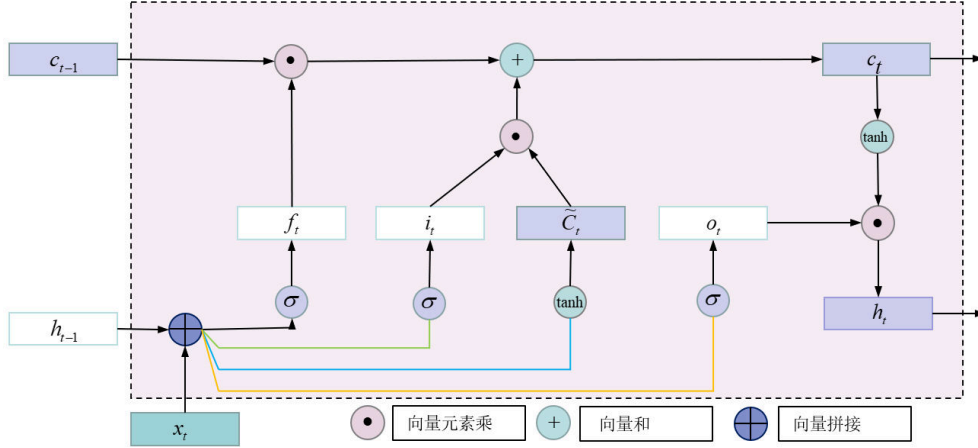 c_{t-1}
+
c_t
tanh
f_t
i_t
\widetilde{C}_t
o_t
σ
σ
tanh
σ
h_{t-1}
h_t
x_t
向量元素乘
+
向量和
向量拼接